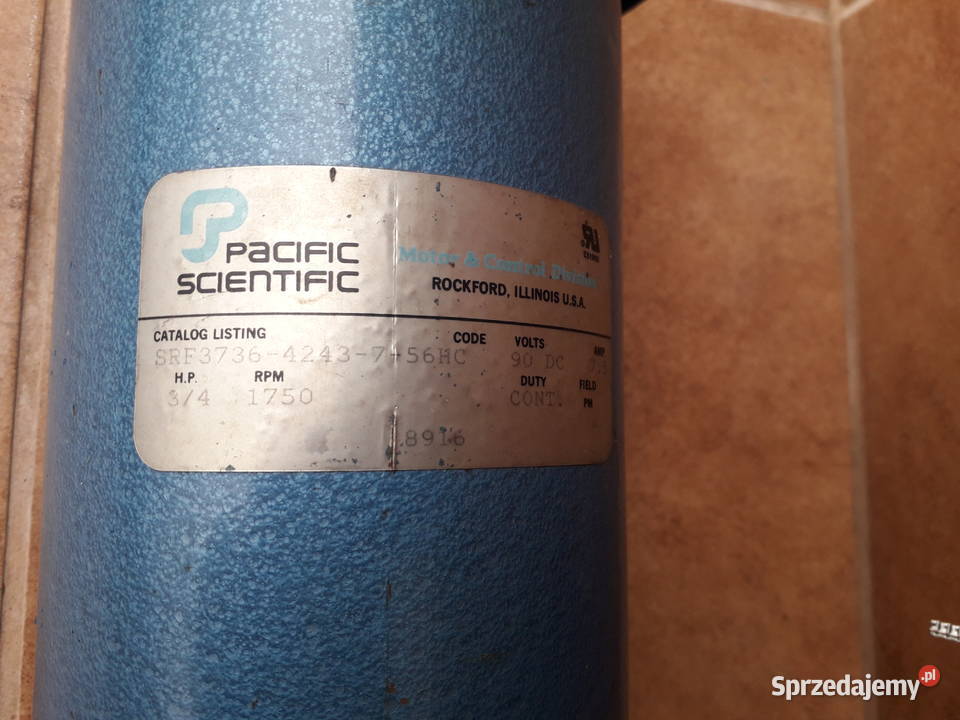 PACIFIC
SCIENTIFIC
Motor & Control Division
ROCKFORD, ILLINOIS U.S.A.
CATALOG LISTING CODE VOLTS AMP
SRF3736-4243-7-56HC 90 DC
H.P. RPM DUTY FIELD
3/4 1750 CONT. PM
8916
Sprzedajemy.pl